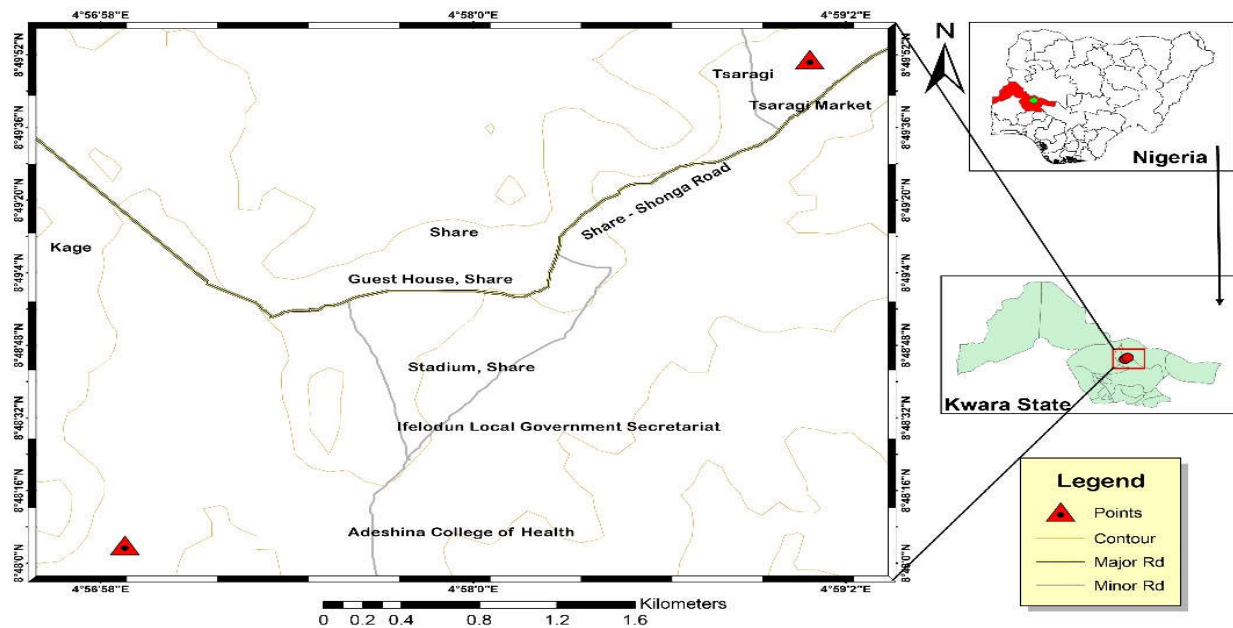 4°56'58"E 4°58'0"E 4°59'2"E
N
8°49'52"N
8°49'36"N
8°49'20"N
8°49'4"N
8°48'48"N
8°48'32"N
8°48'16"N
8°48'0"N
Tsaragi
Tsaragi Market
Share - Shonga Road
Share
Kage
Guest House, Share
Stadium, Share
Ifelodun Local Government Secretariat
Adeshina College of Health
8°49'52"N
8°49'36"N
8°49'20"N
8°49'4"N
8°48'48"N
8°48'32"N
8°48'16"N
8°48'0"N
4°56'58"E 4°58'0"E 4°59'2"E
Kilometers
0 0.2 0.4 0.8 1.2 1.6
Nigeria
Kwara State
Legend
Points
Contour
Major Rd
Minor Rd